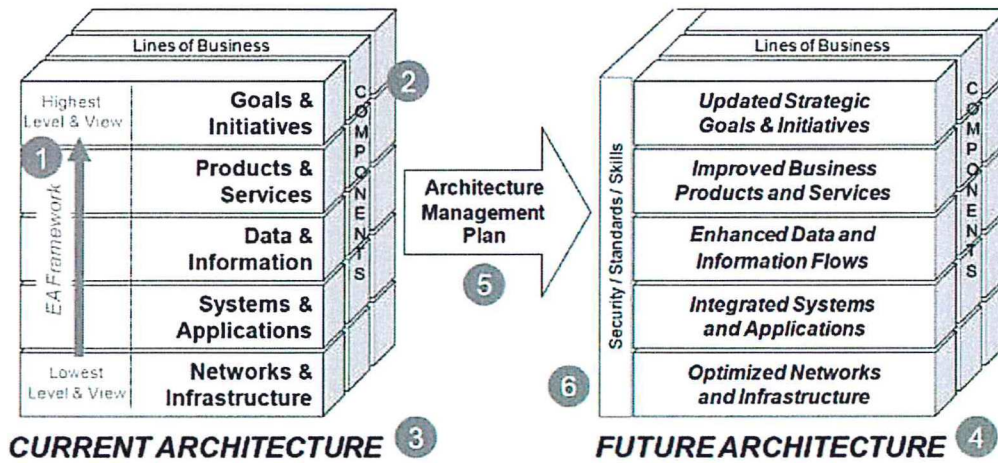 Lines of Business
2
Highest
Level & View
1
EA Framework
Lowest
Level & View
Goals &
Initiatives
Products &
Services
Data &
Information
Systems &
Applications
Networks &
Infrastructure
COMPONENTS
CURRENT ARCHITECTURE
3
Architecture
Management
Plan
5
Lines of Business
Security / Standards / Skills
6
Updated Strategic
Goals & Initiatives
Improved Business
Products and Services
Enhanced Data and
Information Flows
Integrated Systems
and Applications
Optimized Networks
and Infrastructure
COMPONENTS
FUTURE ARCHITECTURE
4